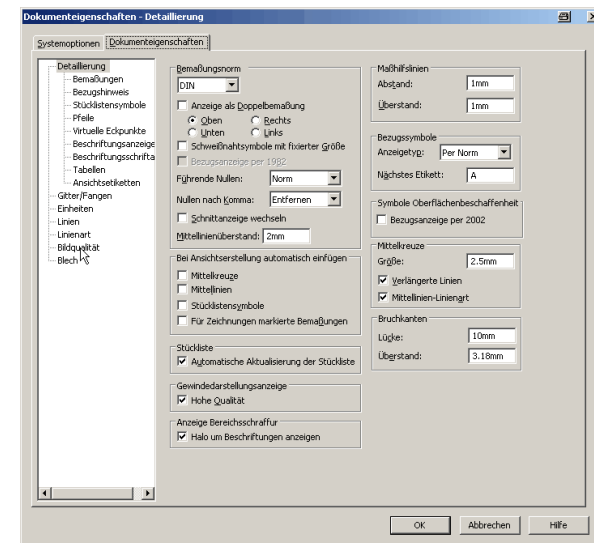 Dokumenteigenschaften - Detaillierung
Systemoptionen Dokumenteigenschaften
Detaillierung
Bemaßungen
Bezugshinweis
Stücklistensymbole
Pfeile
Virtuelle Eckpunkte
Beschriftungsanzeige
Beschriftungsschrifta
Tabellen
Ansichtsetiketten
Gitter/Fangen
Einheiten
Linien
Linienart
Bildqualität
Blech
Bemaßungsnorm
DIN
Anzeige als Doppelbemaßung
Oben Rechts
Unten Links
Schweißnahtsymbole mit fixierter Größe
Bezugsanzeige per 1982
Führende Nullen: Norm
Nullen nach Komma: Entfernen
Schnittanzeige wechseln
Mittellinienüberstand: 2mm
Bei Ansichtserstellung automatisch einfügen
Mittelkreuze
Mittellinien
Stücklistensymbole
Für Zeichnungen markierte Bemaßungen
Stückliste
Automatische Aktualisierung der Stückliste
Gewindedarstellungsanzeige
Hohe Qualität
Anzeige Bereichsschraffur
Halo um Beschriftungen anzeigen
Maßhilfslinien
Abstand: 1mm
Überstand: 1mm
Bezugssymbole
Anzeigetyp: Per Norm
Nächstes Etikett: A
Symbole Oberflächenbeschaffenheit
Bezugsanzeige per 2002
Mittelkreuze
Größe: 2.5mm
Verlängerte Linien
Mittellinien-Linienart
Bruchkanten
Lücke: 10mm
Überstand: 3.18mm
OK Abbrechen Hilfe